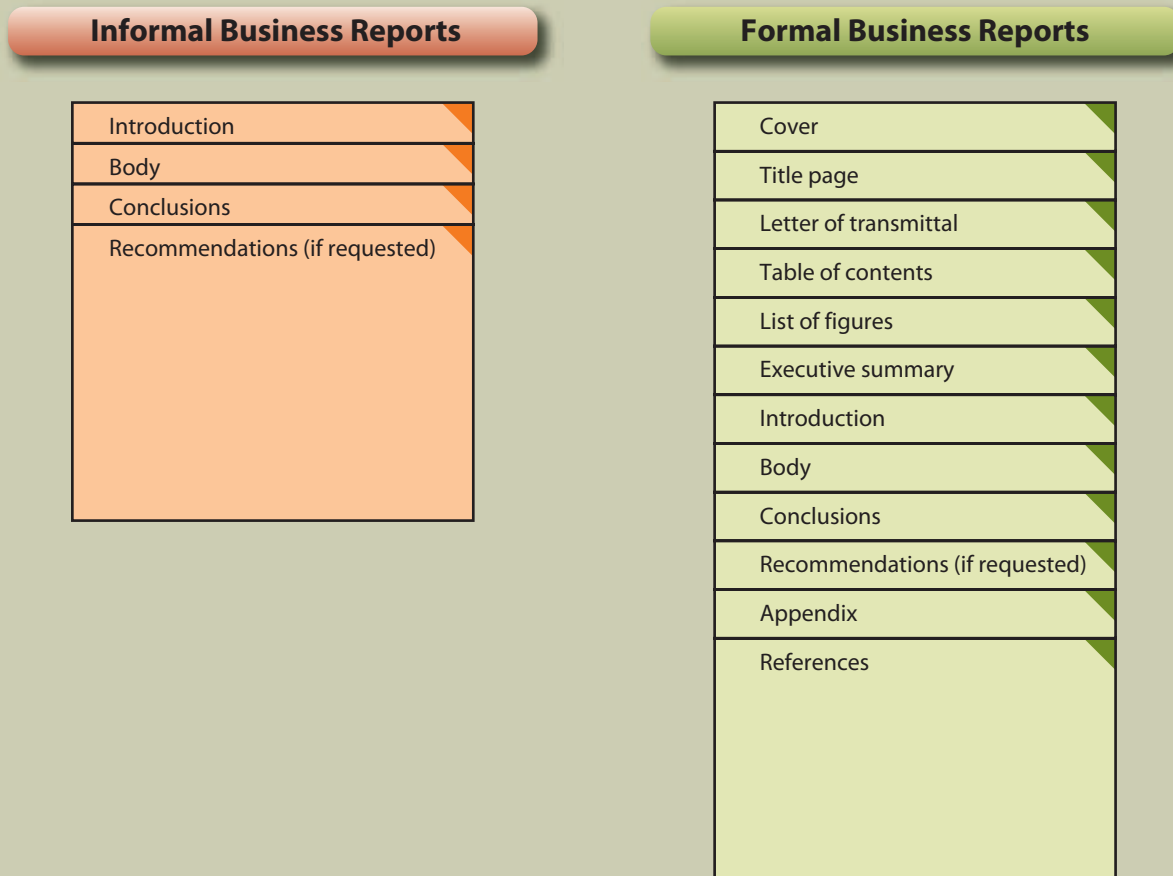 Informal Business Reports
Introduction
Body
Conclusions
Recommendations (if requested)
Formal Business Reports
Cover
Title page
Letter of transmittal
Table of contents
List of figures
Executive summary
Introduction
Body
Conclusions
Recommendations (if requested)
Appendix
References